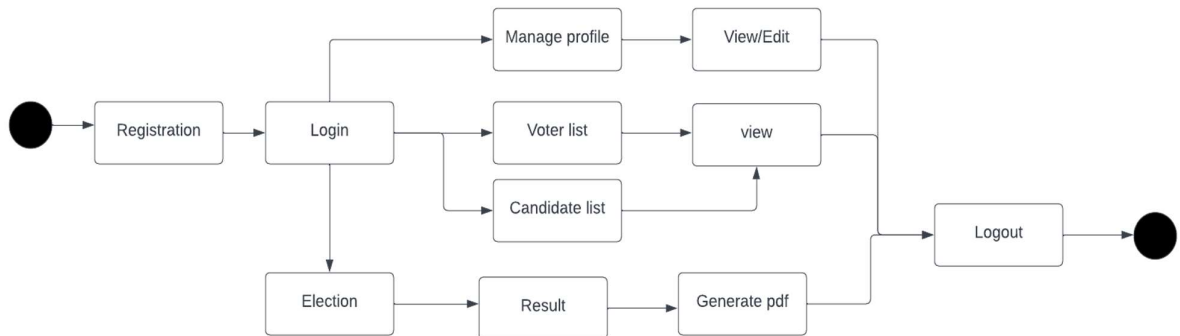 Manage profile
View/Edit
Registration
Login
Voter list
view
Candidate list
Logout
Election
Result
Generate pdf